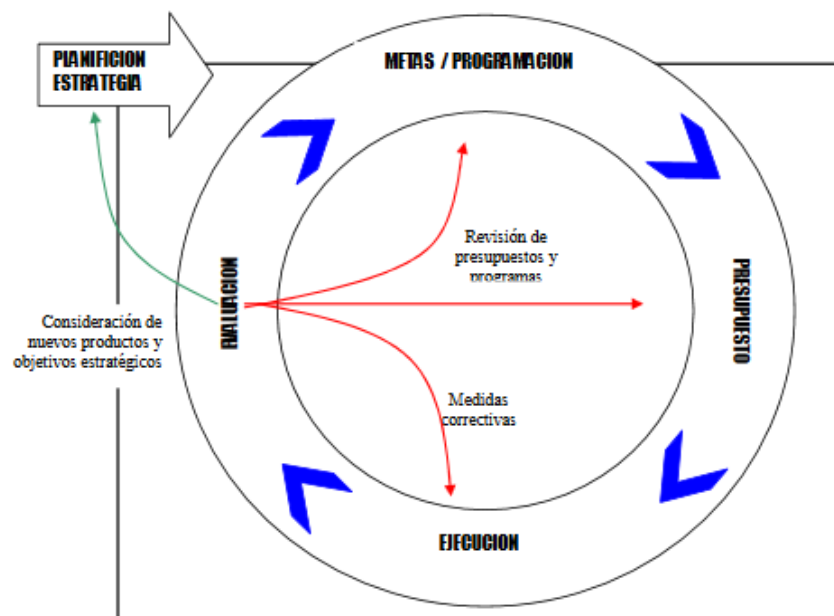 PLANIFICION
ESTRATEGIA
METAS / PROGRAMACION
Revisión de
presupuestos y
programas
PRESUPUESTO
EVALUACION
Consideración de
nuevos productos y
objetivos estratégicos
Medidas
correctivas
EJECUCION